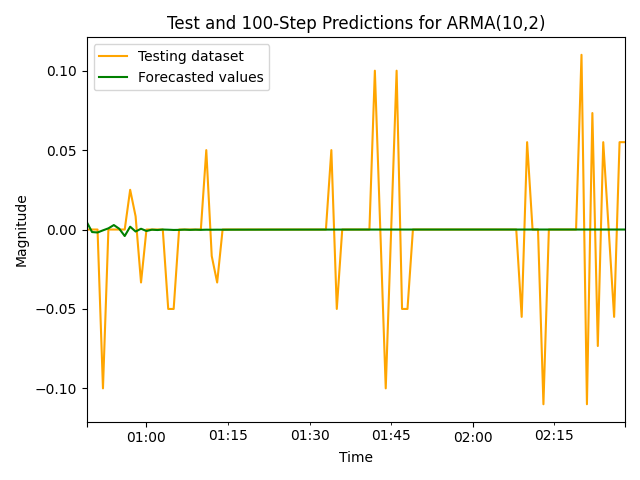 Test and 100-Step Predictions for ARMA(10,2)
Testing dataset
Forecasted values
0.10
0.05
0.00
−0.05
−0.10
Magnitude
01:00
01:15
01:30
01:45
02:00
02:15
Time